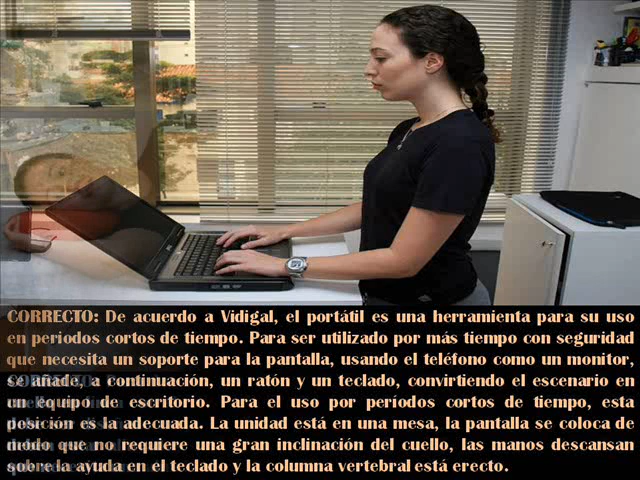 CORRECTO: De acuerdo a Vidigal, el portátil es una herramienta para su uso
en periodos cortos de tiempo. Para ser utilizado por más tiempo con seguridad
que necesita un soporte para la pantalla, usando el teléfono como un monitor,
se añade, a continuación, un ratón y un teclado, convirtiendo el escenario en
un equipo de escritorio. Para el uso por períodos cortos de tiempo, esta
posición es la adecuada. La unidad está en una mesa, la pantalla se coloca de
modo que no requiere una gran inclinación del cuello, las manos descansan
sobre la ayuda en el teclado y la columna vertebral está erecto.